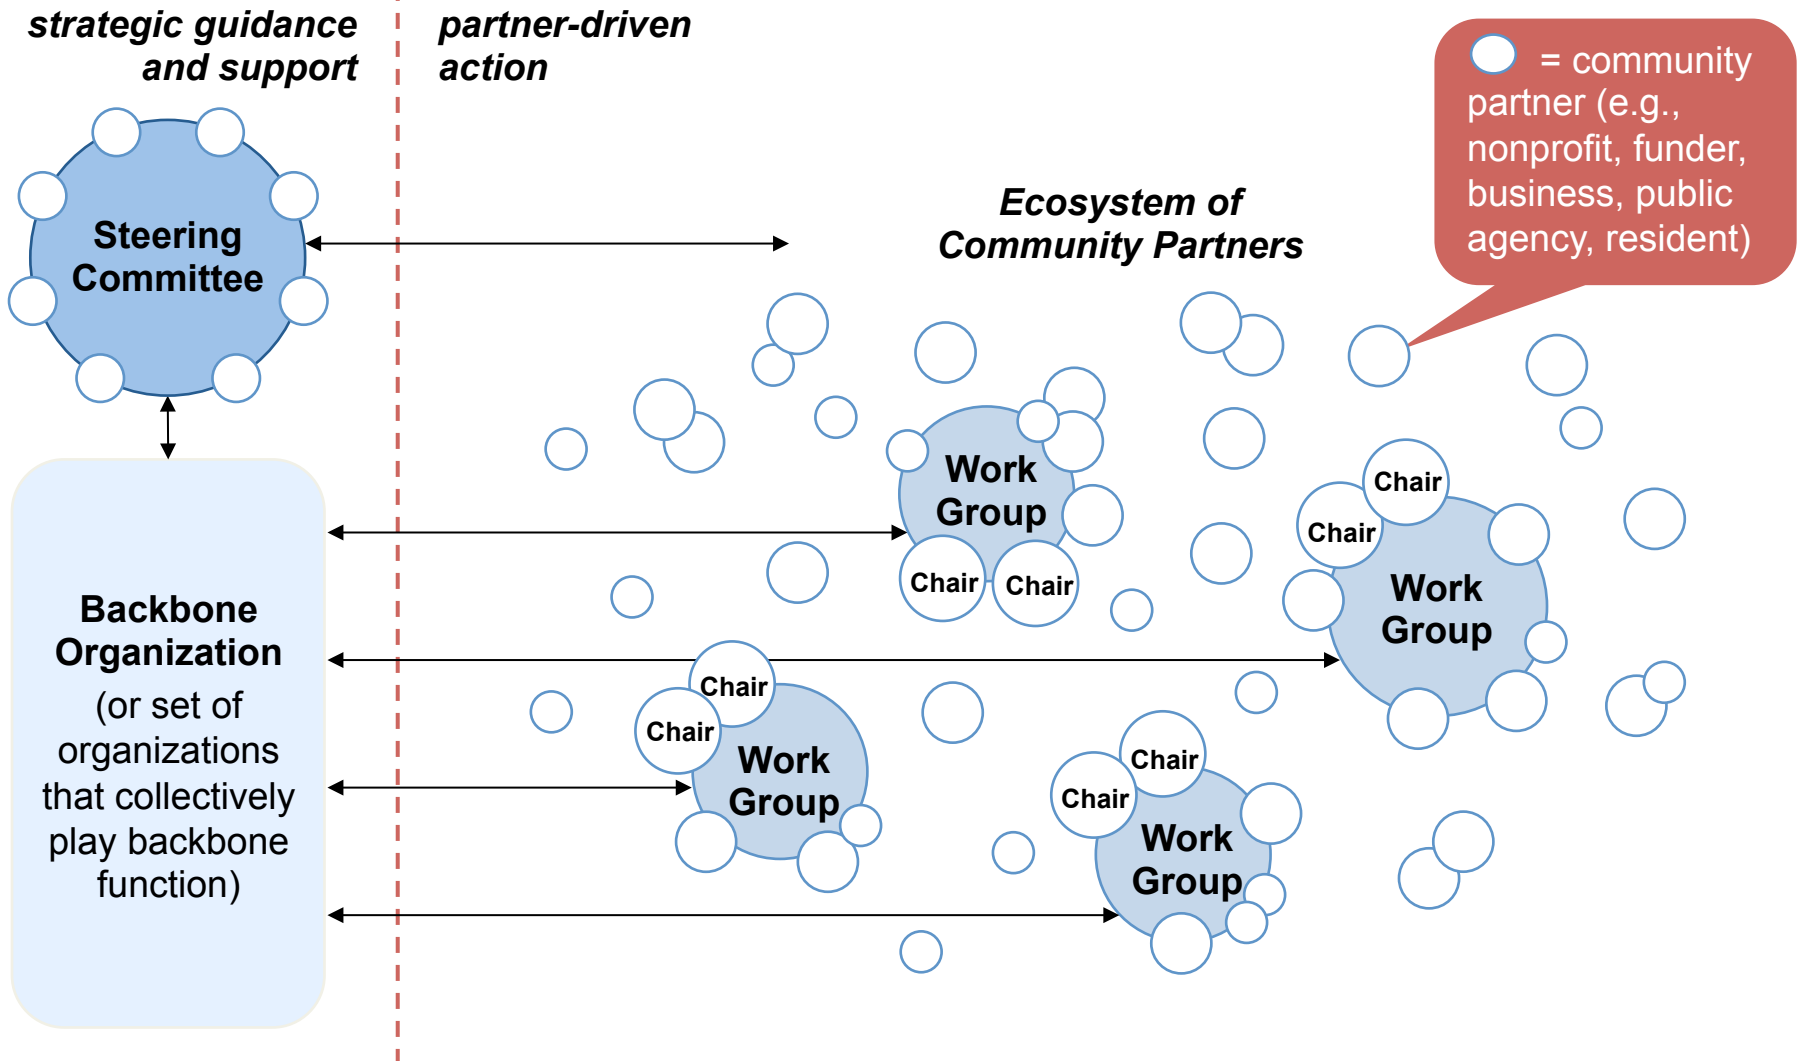 strategic guidance
and support
partner-driven
action
= community
partner (e.g.,
nonprofit, funder,
business, public
agency, resident)
Steering
Committee
Ecosystem of
Community Partners
Backbone
Organization
(or set of
organizations
that collectively
play backbone
function)
Work
Group
Chair
Chair
Chair
Chair
Work
Group
Chair
Chair
Work
Group
Chair
Chair
Work
Group